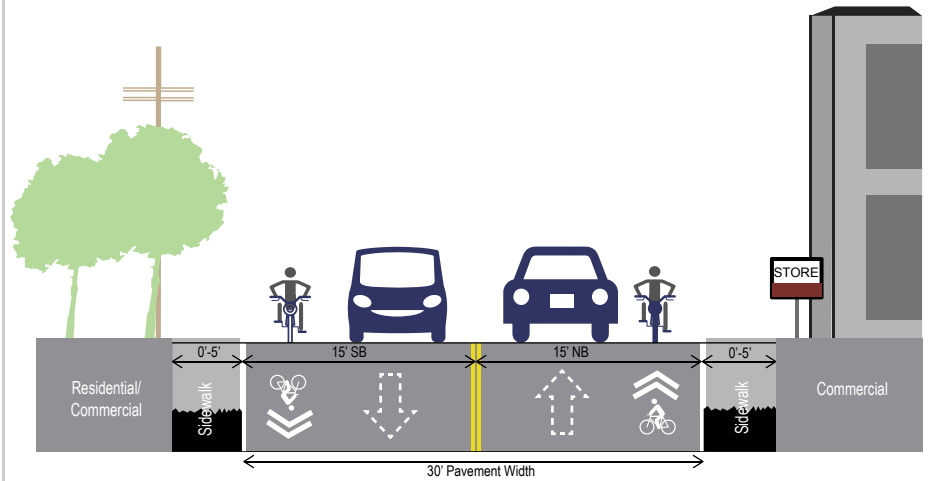 STORE
0'-5'
15' SB
15' NB
0'-5'
Residential/
Commercial
Sidewalk
Sidewalk
Commercial
30' Pavement Width